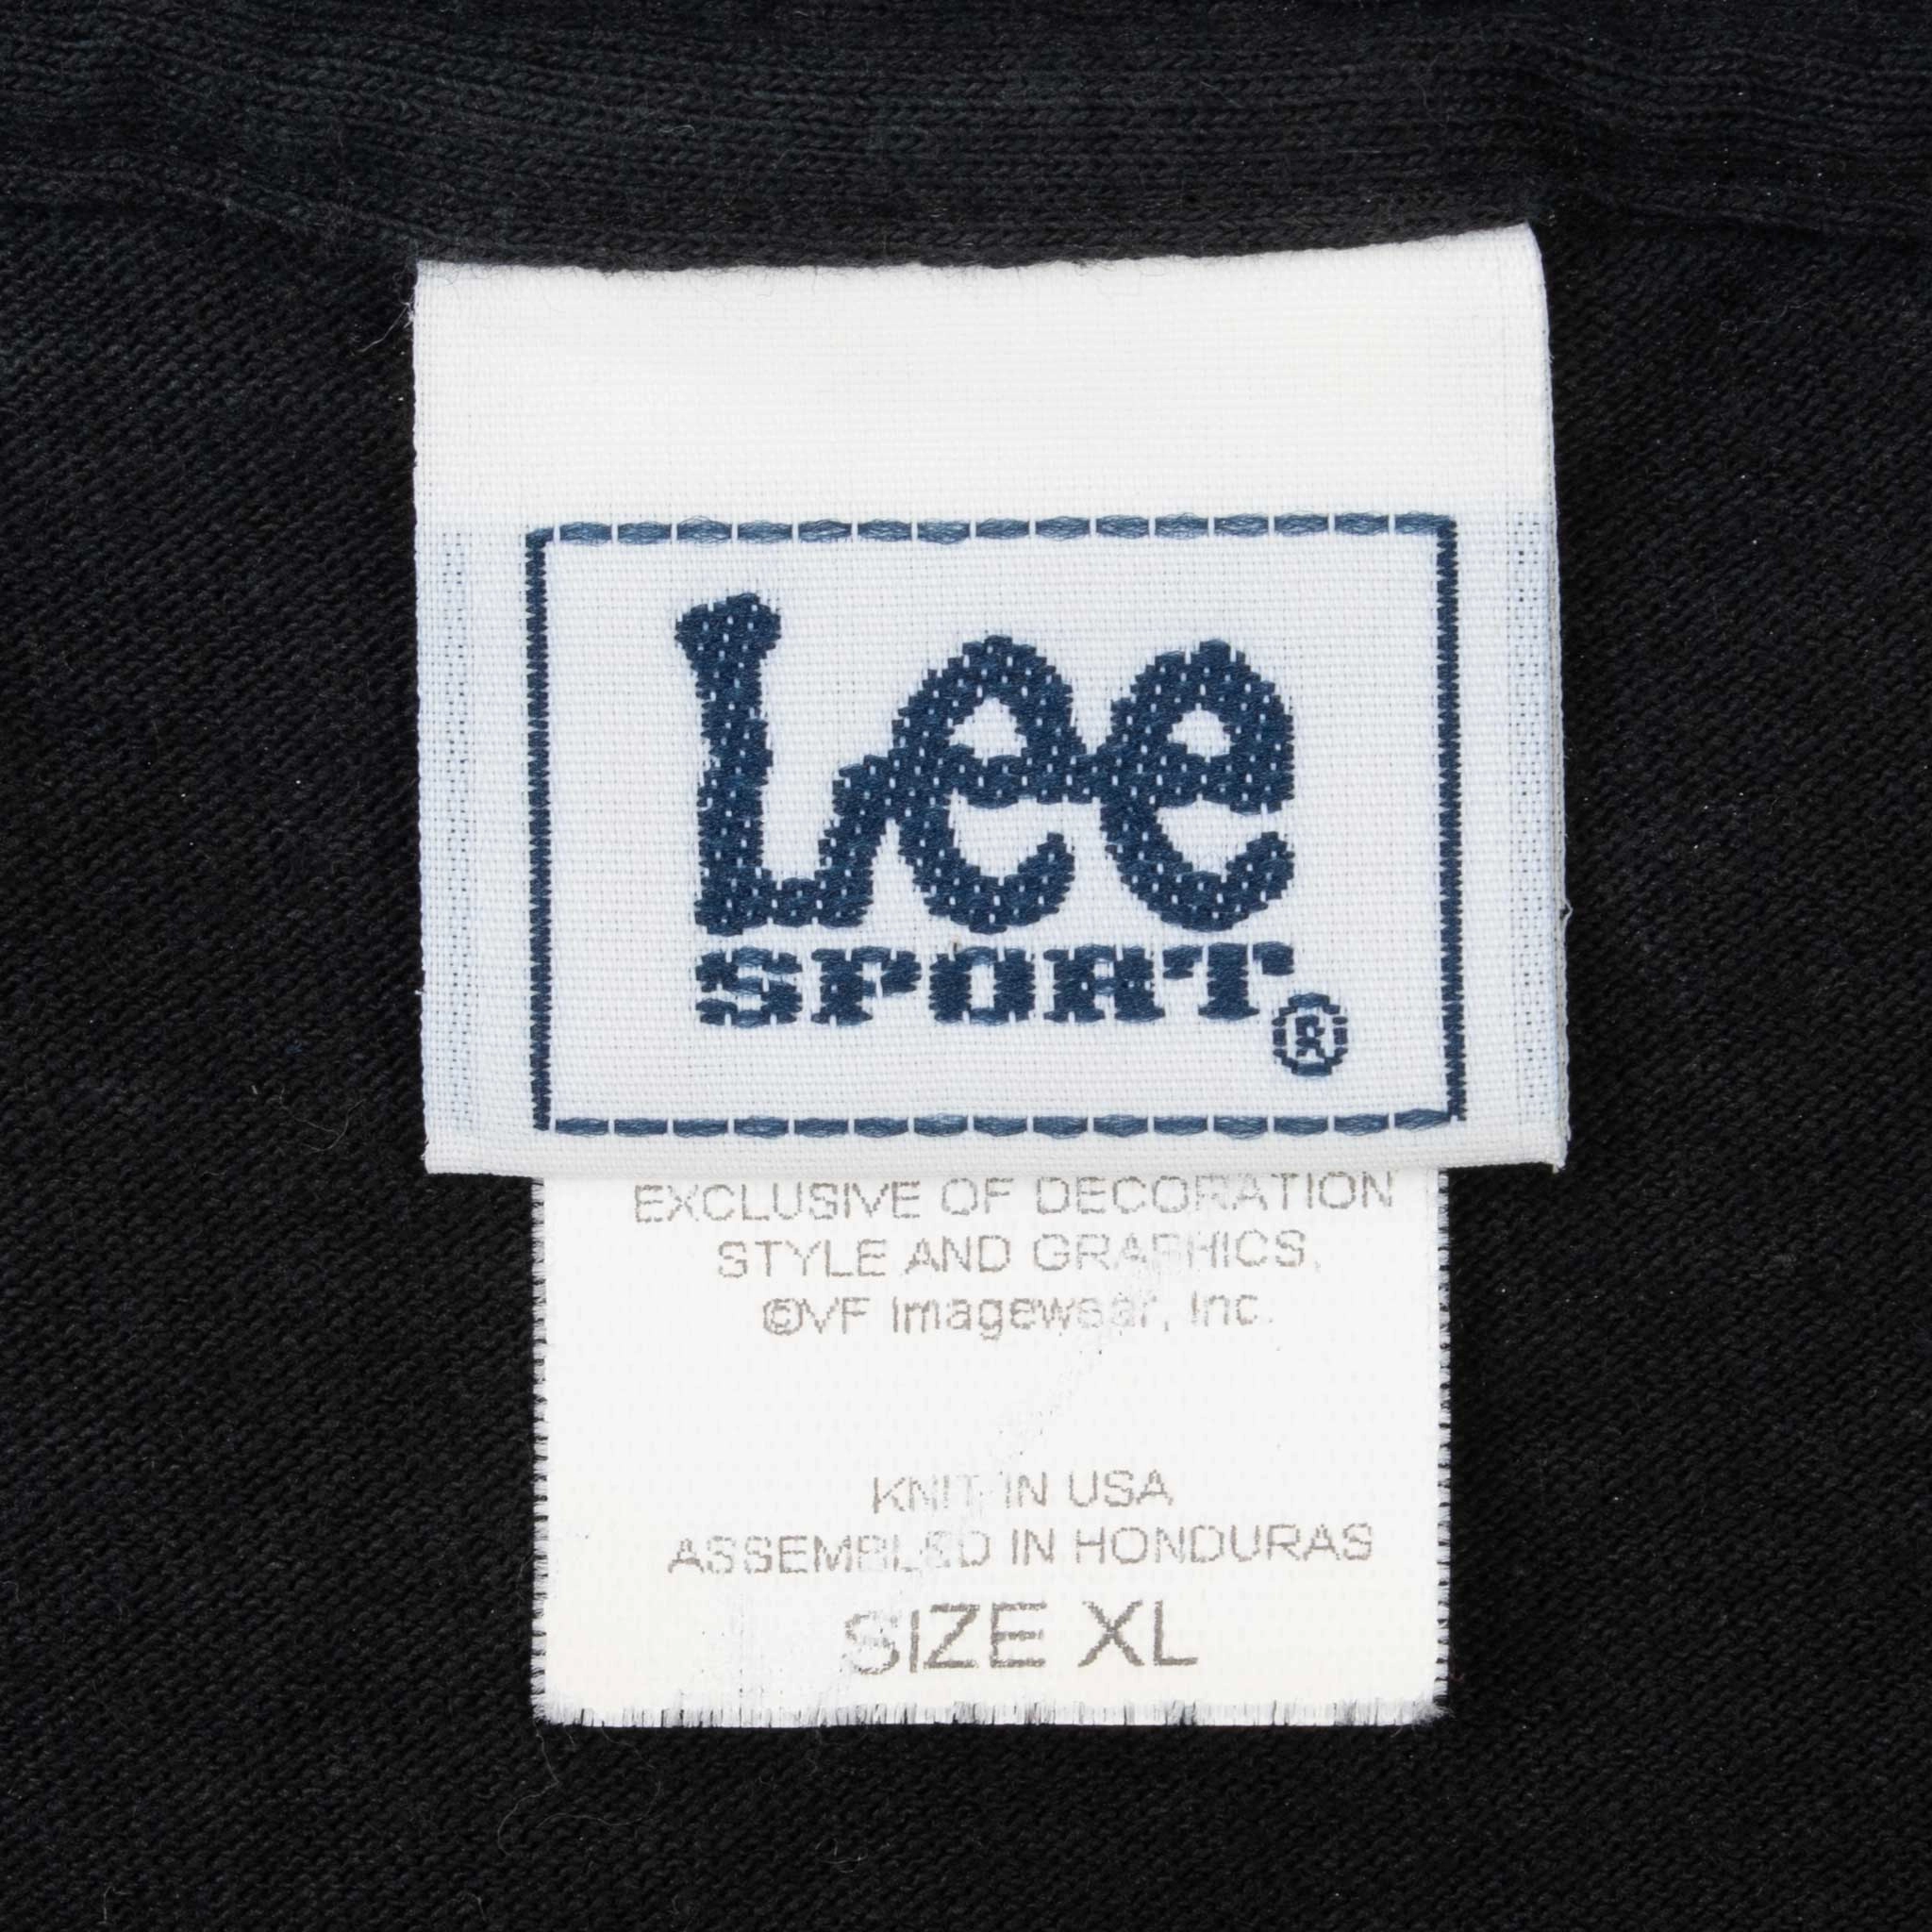 Lee
SPORT®
EXCLUSIVE OF DECORATION
STYLE AND GRAPHICS,
©VF Imagewear, Inc.
KNIT IN USA
ASSEMBLED IN HONDURAS
SIZE XL